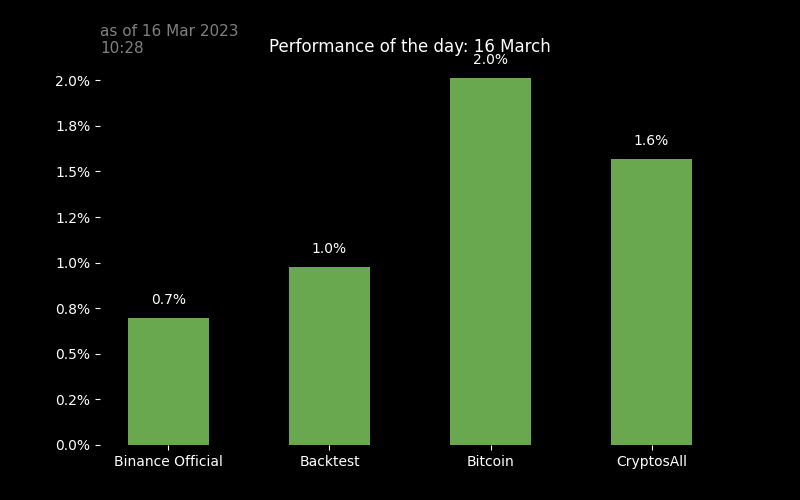 as of 16 Mar 2023
10:28
Performance of the day: 16 March
2.0%
1.8%
1.5%
1.2%
1.0%
0.8%
0.5%
0.2%
0.0%
0.7%
1.0%
2.0%
1.6%
Binance Official
Backtest
Bitcoin
CryptosAll